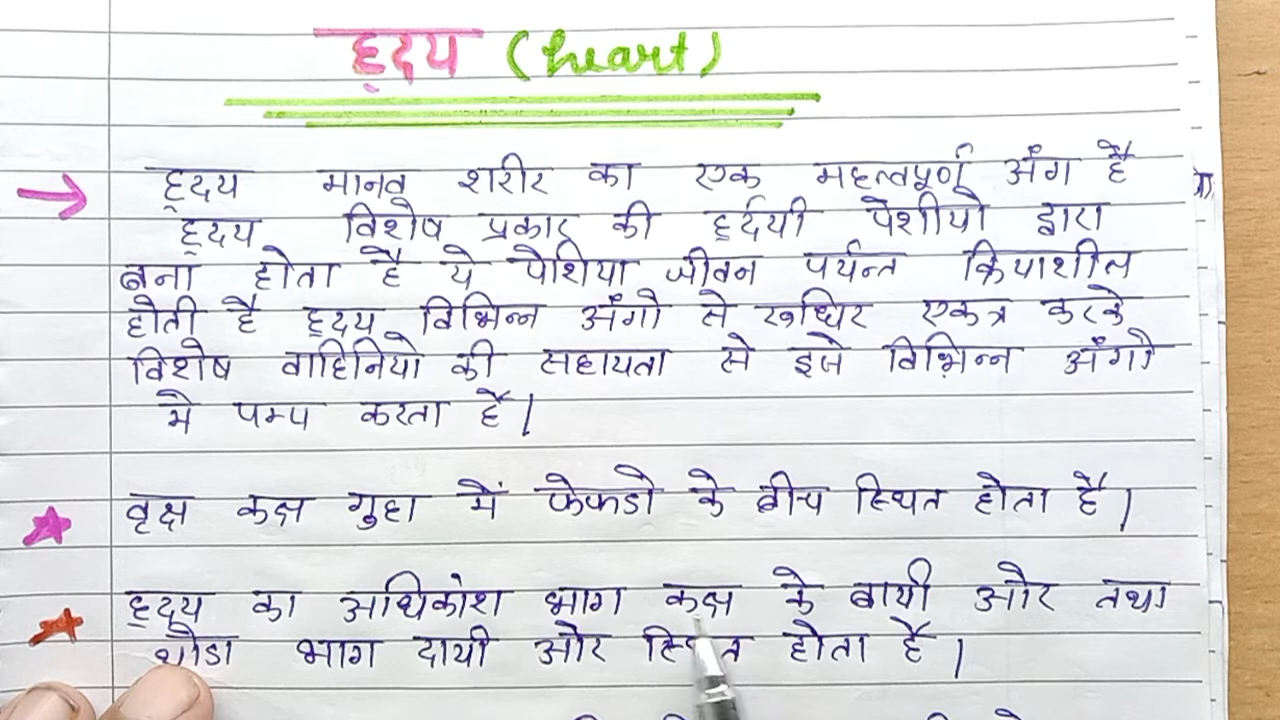 हृदय (heart)
हृदय मानव शरीर का एक महत्वपूर्ण अँग है
हृदय विशेष प्रकार की हृर्दयी पेशीयो द्वारा
बना होता है ये पेशिया जीवन पर्यन्त क्रियाशील
होती है हृदय विभिन्न अँगो से रूधिर एकत्र करके
विशेष वाहिनियो की सहायता से इजे विभिन्न अँगो
मे पम्प करता है।
वृक्ष कक्ष गुहा में फेफडो के बीच स्थित होता है।
हृदय का अधिकोश भाग कक्ष के बायी ओर तथा
थोडा भाग दायी ओर स्थित होता है।